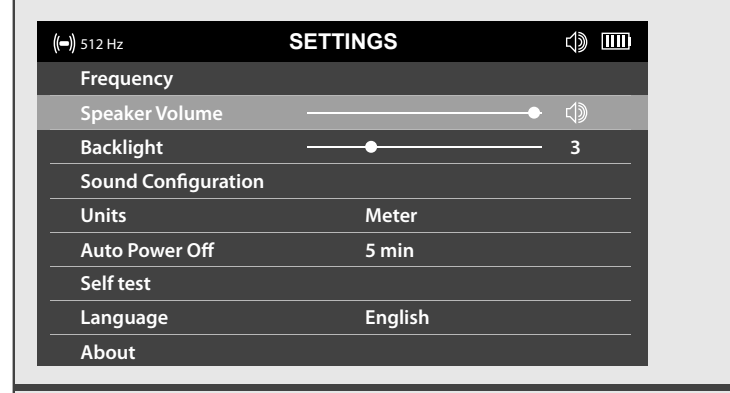 512 Hz SETTINGS
Frequency
Speaker Volume
Backlight 3
Sound Configuration
Units Meter
Auto Power Off 5 min
Self test
Language English
About